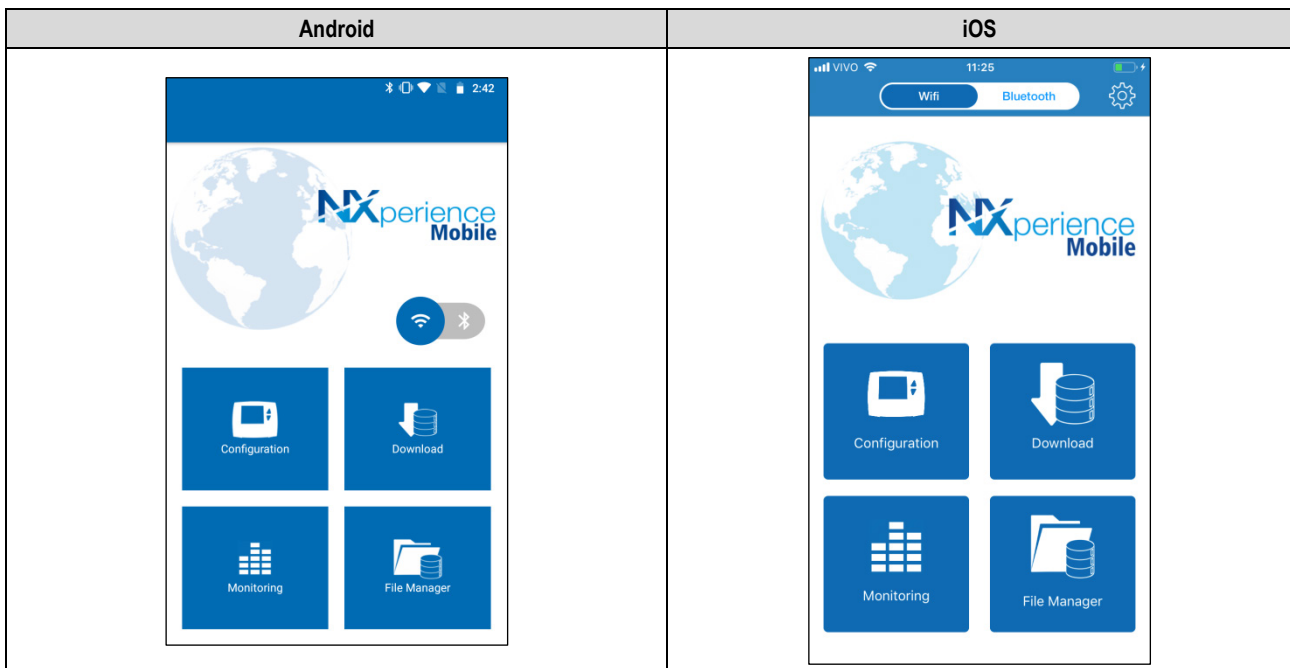 Android
iOS
2:42
NXperience
Mobile
Configuration
Download
Monitoring
File Manager
VIVO
11:25
Wifi
Bluetooth
NXperience
Mobile
Configuration
Download
Monitoring
File Manager